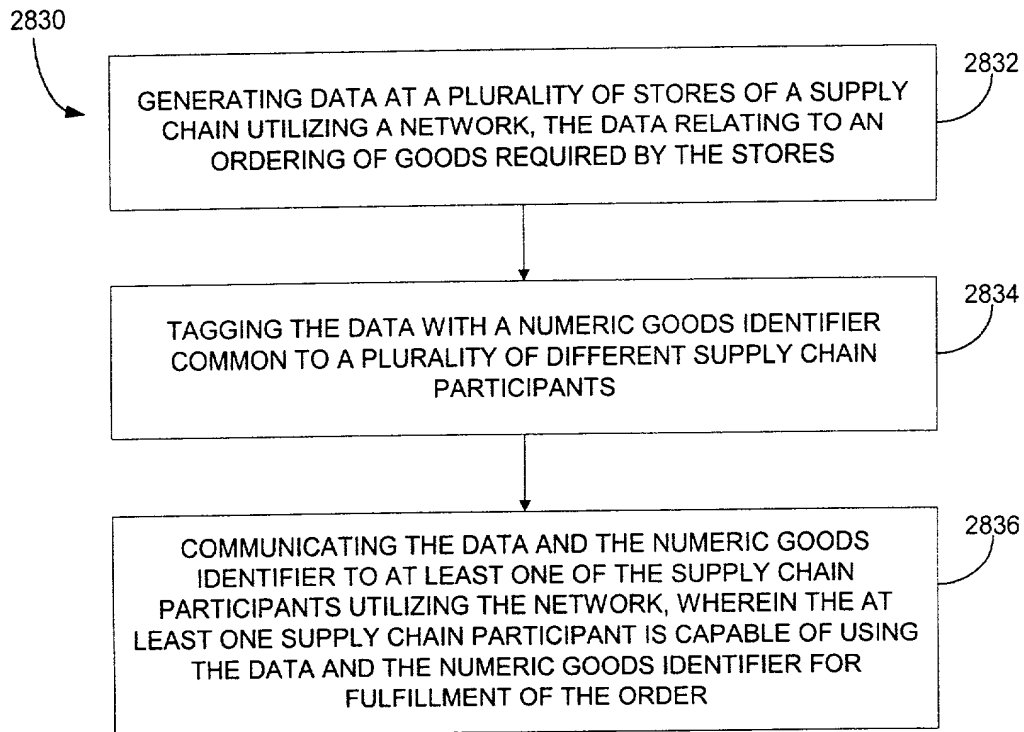 2830
2832
GENERATING DATA AT A PLURALITY OF STORES OF A SUPPLY
CHAIN UTILIZING A NETWORK, THE DATA RELATING TO AN
ORDERING OF GOODS REQUIRED BY THE STORES
2834
TAGGING THE DATA WITH A NUMERIC GOODS IDENTIFIER
COMMON TO A PLURALITY OF DIFFERENT SUPPLY CHAIN
PARTICIPANTS
2836
COMMUNICATING THE DATA AND THE NUMERIC GOODS
IDENTIFIER TO AT LEAST ONE OF THE SUPPLY CHAIN
PARTICIPANTS UTILIZING THE NETWORK, WHEREIN THE AT
LEAST ONE SUPPLY CHAIN PARTICIPANT IS CAPABLE OF USING
THE DATA AND THE NUMERIC GOODS IDENTIFIER FOR
FULFILLMENT OF THE ORDER